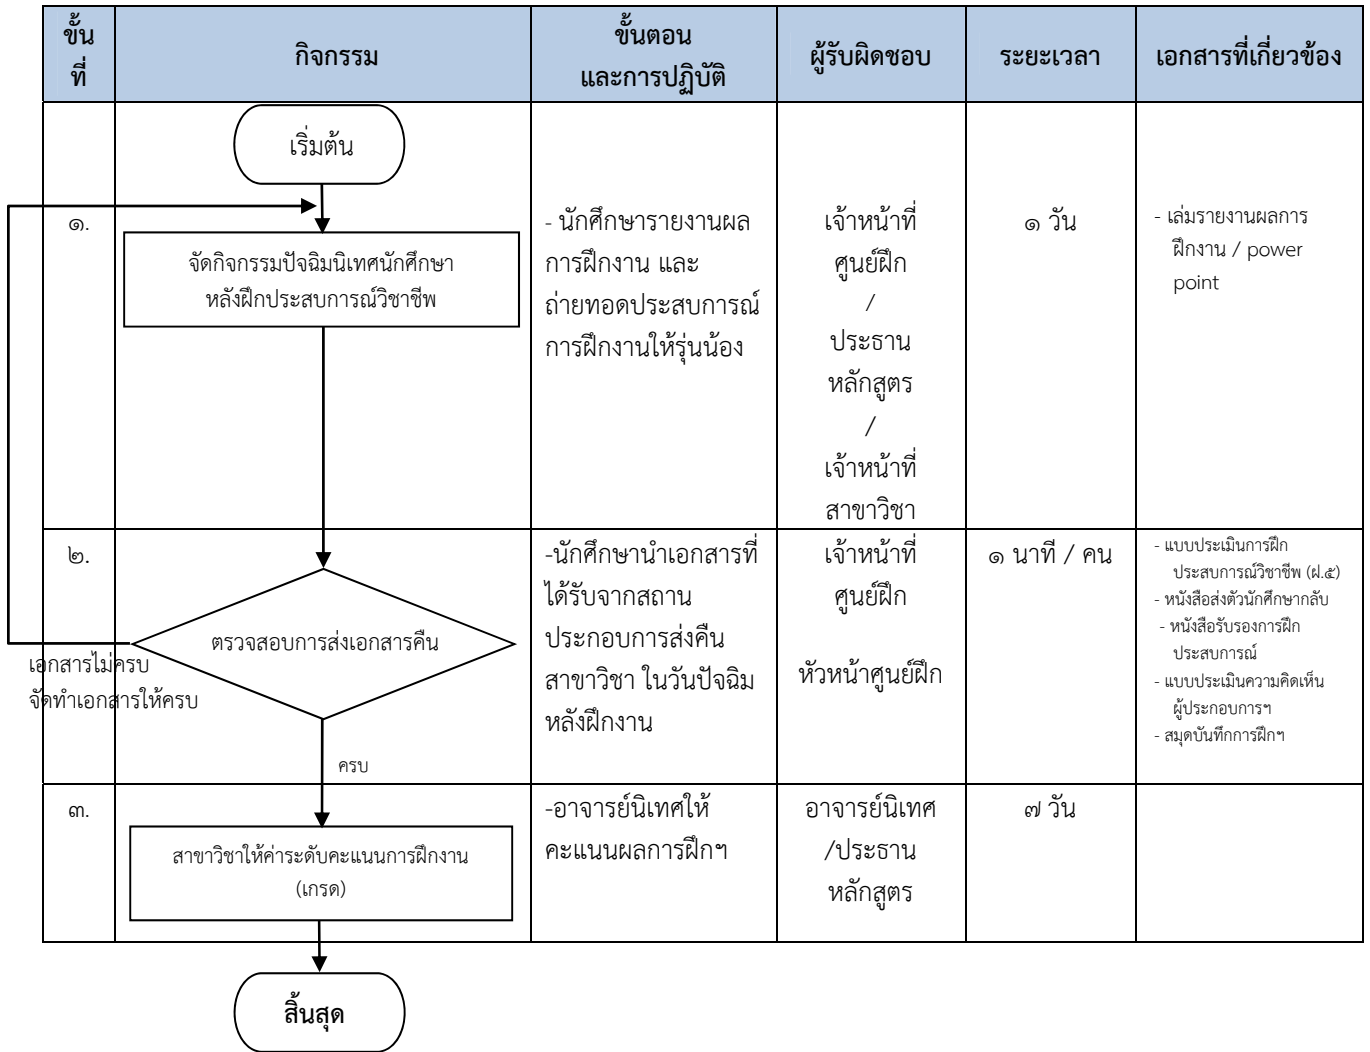 ขั้น
ที่
กิจกรรม
ขั้นตอน
และการปฏิบัติ
ผู้รับผิดชอบ
ระยะเวลา
เอกสารที่เกี่ยวข้อง
เริ่มต้น
๑.
จัดกิจกรรมปัจฉิมนิเทศนักศึกษา
หลังฝึกประสบการณ์วิชาชีพ
- นักศึกษารายงานผล
การฝึกงาน และ
ถ่ายทอดประสบการณ์
การฝึกงานให้รุ่นน้อง
เจ้าหน้าที่
ศูนย์ฝึก
/
ประธาน
หลักสูตร
/
เจ้าหน้าที่
สาขาวิชา
๑ วัน
- เล่มรายงานผลการ
ฝึกงาน / power
point
๒.
ตรวจสอบการส่งเอกสารคืน
เอกสารไม่ครบ
จัดทำเอกสารให้ครบ
ครบ
-นักศึกษานำเอกสารที่
ได้รับจากสถาน
ประกอบการส่งคืน
สาขาวิชา ในวันปัจฉิม
หลังฝึกงาน
เจ้าหน้าที่
ศูนย์ฝึก
หัวหน้าศูนย์ฝึก
๑ นาที / คน
- แบบประเมินการฝึก
ประสบการณ์วิชาชีพ (ฝ.๕)
- หนังสือส่งตัวนักศึกษากลับ
- หนังสือรับรองการฝึก
ประสบการณ์
- แบบประเมินความคิดเห็น
ผู้ประกอบการฯ
- สมุดบันทึกการฝึกฯ
๓.
สาขาวิชาให้ค่าระดับคะแนนการฝึกงาน
(เกรด)
-อาจารย์นิเทศให้
คะแนนผลการฝึกฯ
อาจารย์นิเทศ
/ประธาน
หลักสูตร
๗ วัน
สิ้นสุด